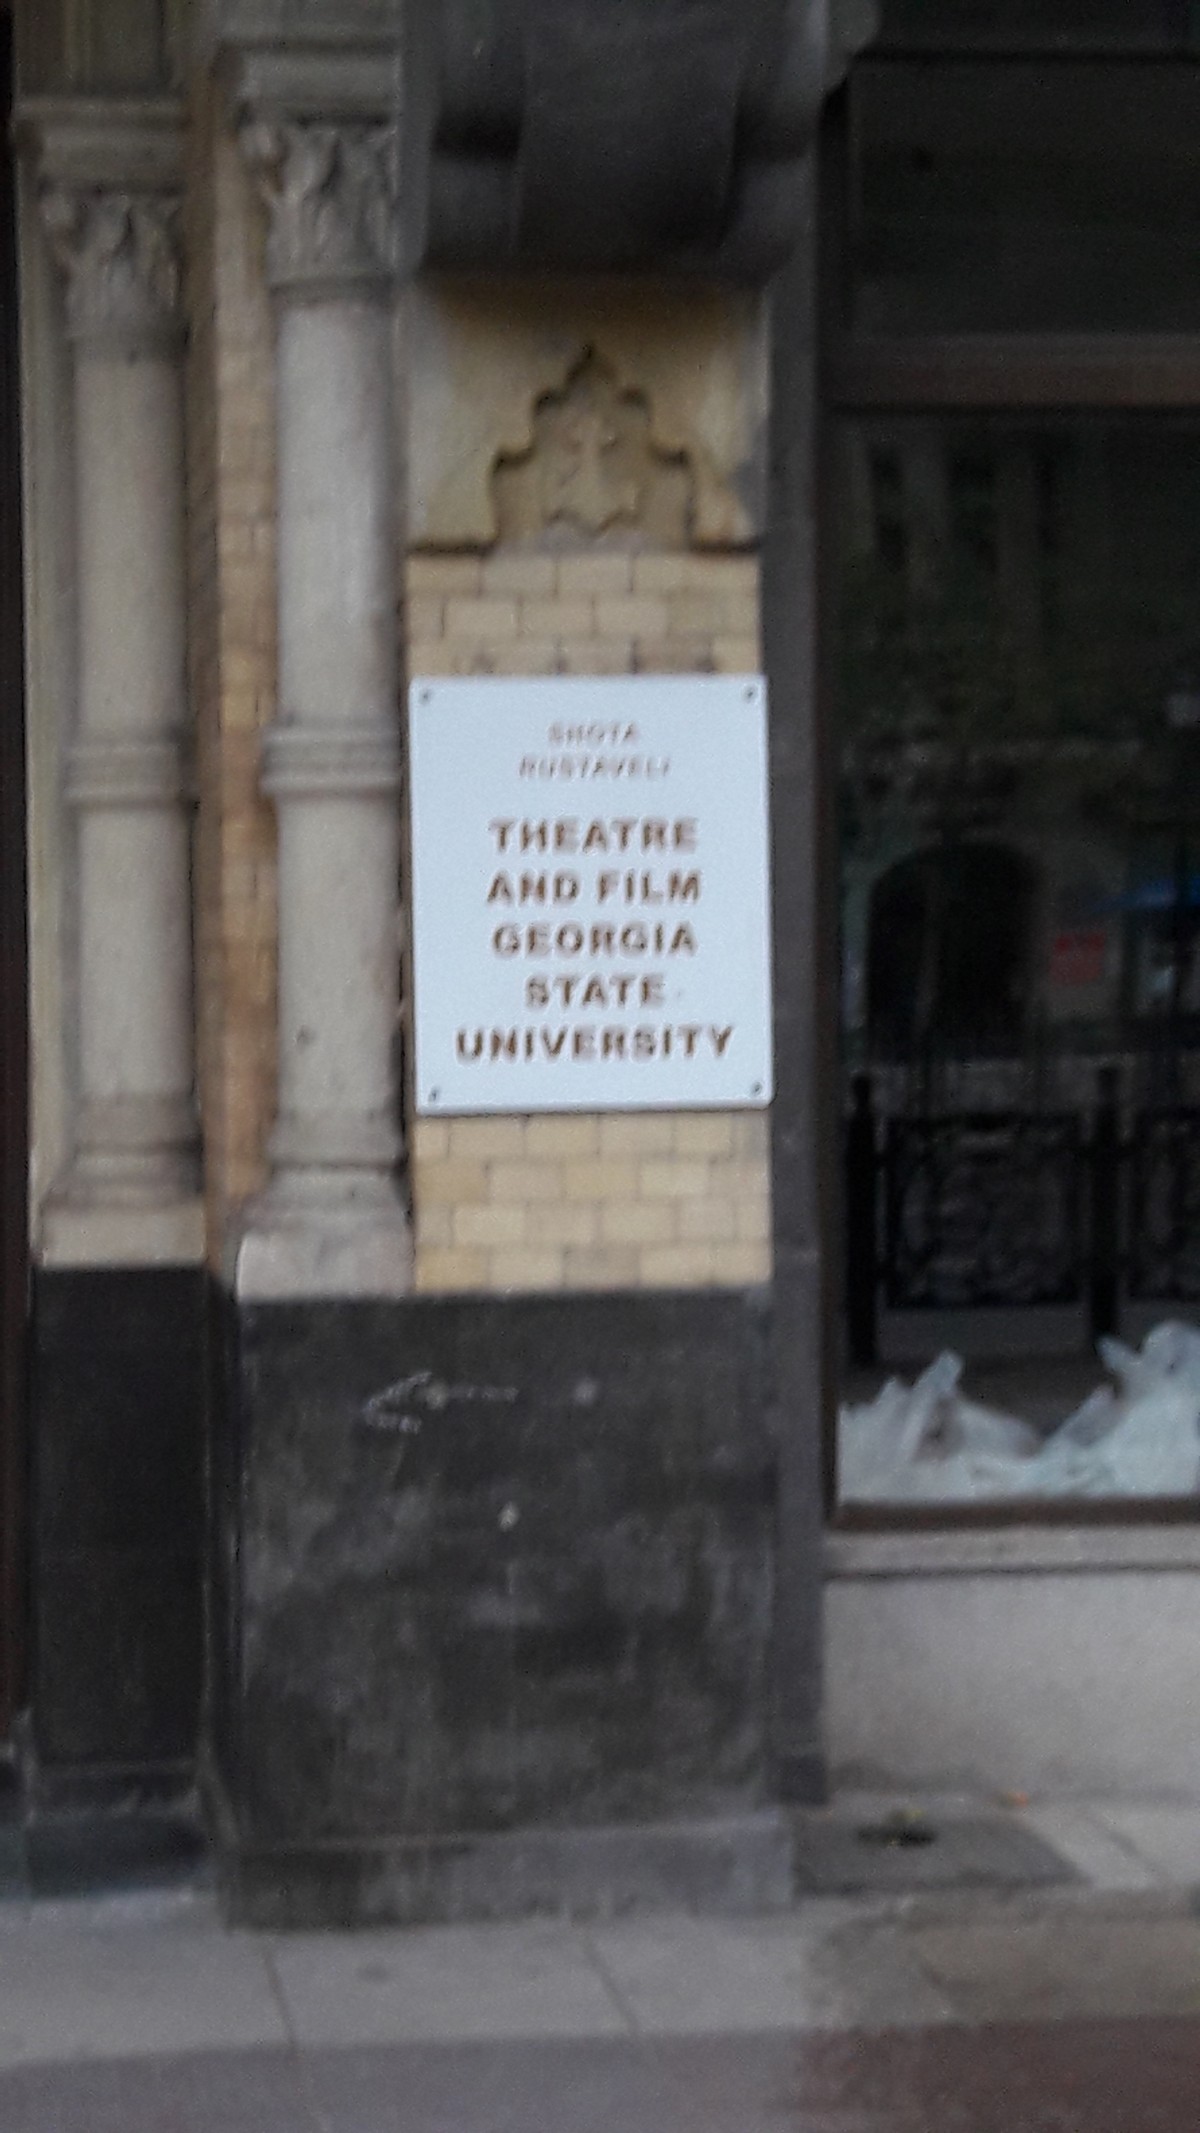 SHOTA
RUSTAVELI
THEATRE
AND FILM
GEORGIA
STATE
UNIVERSITY